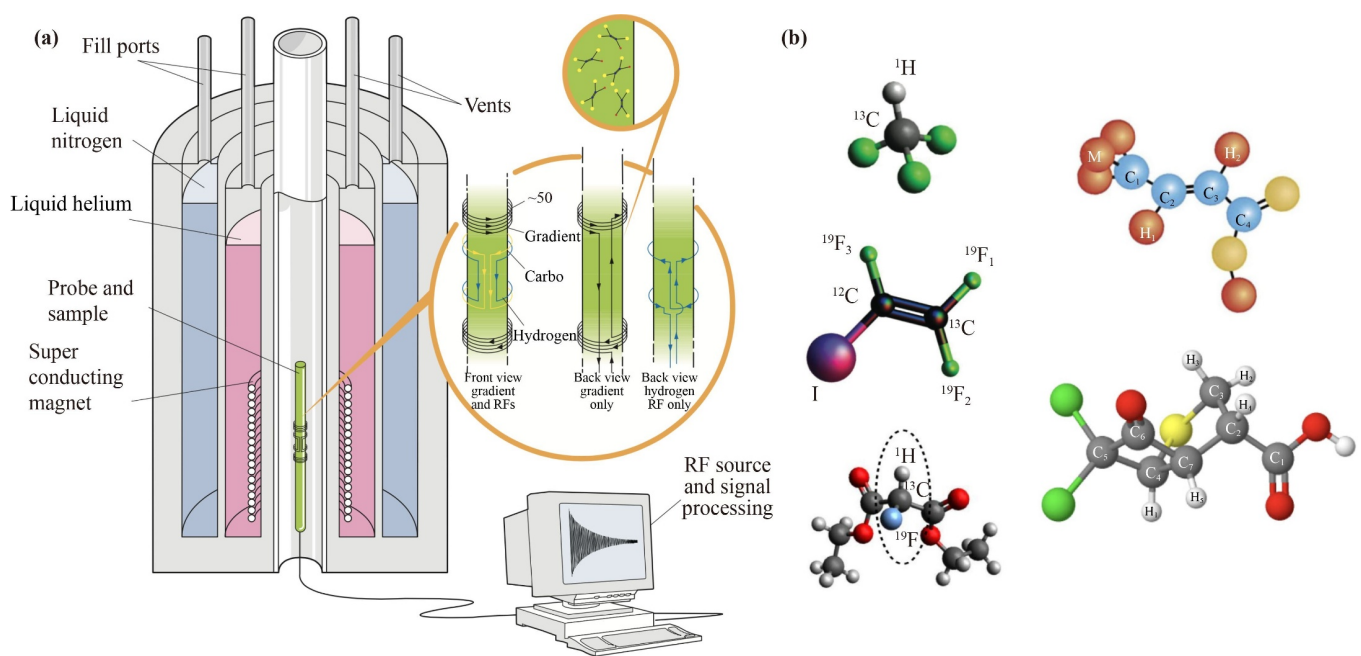 (a)
Fill ports
Vents
Liquid
nitrogen
Liquid helium
Probe and
sample
Super
conducting
magnet
~50
Gradient
Carbo
Hydrogen
Front view
gradient
and RFs
Back view
gradient
only
Back view
hydrogen
RF only
RF source
and signal
processing
(b)
¹H
¹³C
¹⁹F₃
¹⁹F₁
¹²C
¹³C
¹⁹F₂
I
¹H
¹³C
¹⁹F
M
C₁
C₂
C₃
C₄
H₂
H₁
H₃
H₂
C₃
H₁
C₂
C₆
C₅
C₄
C₇
C₁
H₁
H₅